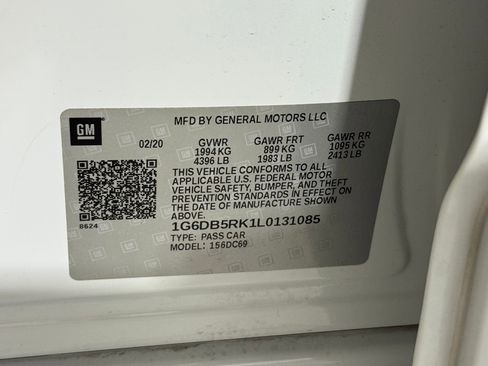 GM
MFD BY GENERAL MOTORS LLC
02/20 GVWR GAWR FRT GAWR RR
1994 KG 899 KG 1095 KG
4396 LB 1983 LB 2413 LB
THIS VEHICLE CONFORMS TO ALL
APPLICABLE U.S. FEDERAL MOTOR
VEHICLE SAFETY, BUMPER, AND THEFT
PREVENTION STANDARDS IN EFFECT ON
THE DATE OF MANUFACTURE SHOWN
ABOVE.
8624
1G6DB5RK1L0131085
TYPE: PASS CAR
MODEL: 156DC69